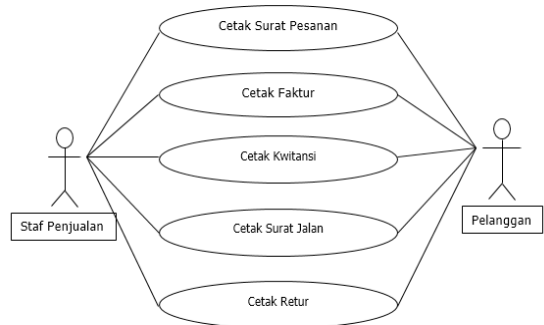 Cetak Surat Pesanan
Cetak Faktur
Cetak Kwitansi
Staf Penjualan
Pelanggan
Cetak Surat Jalan
Cetak Retur